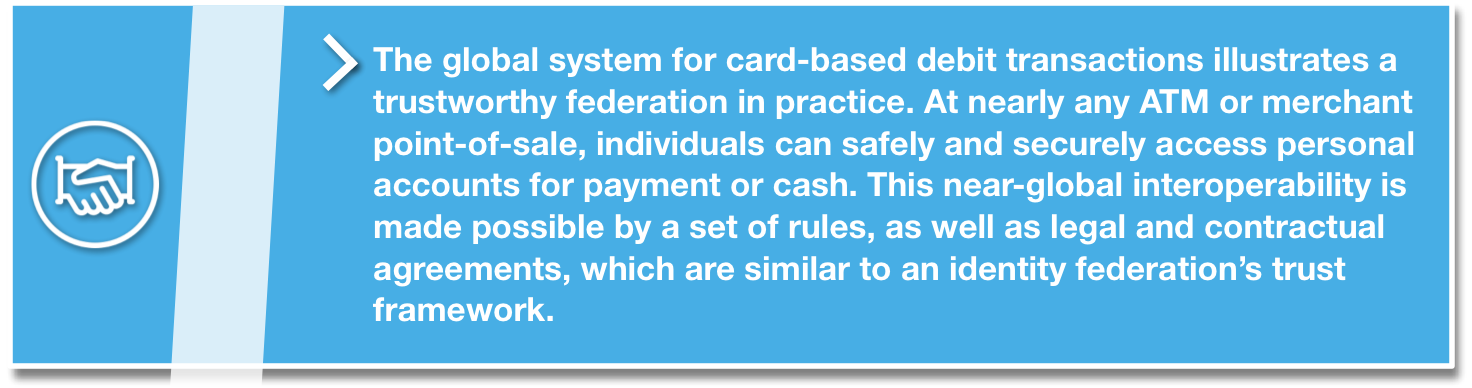 The global system for card-based debit transactions illustrates a
trustworthy federation in practice. At nearly any ATM or merchant
point-of-sale, individuals can safely and securely access personal
accounts for payment or cash. This near-global interoperability is
made possible by a set of rules, as well as legal and contractual
agreements, which are similar to an identity federation’s trust
framework.